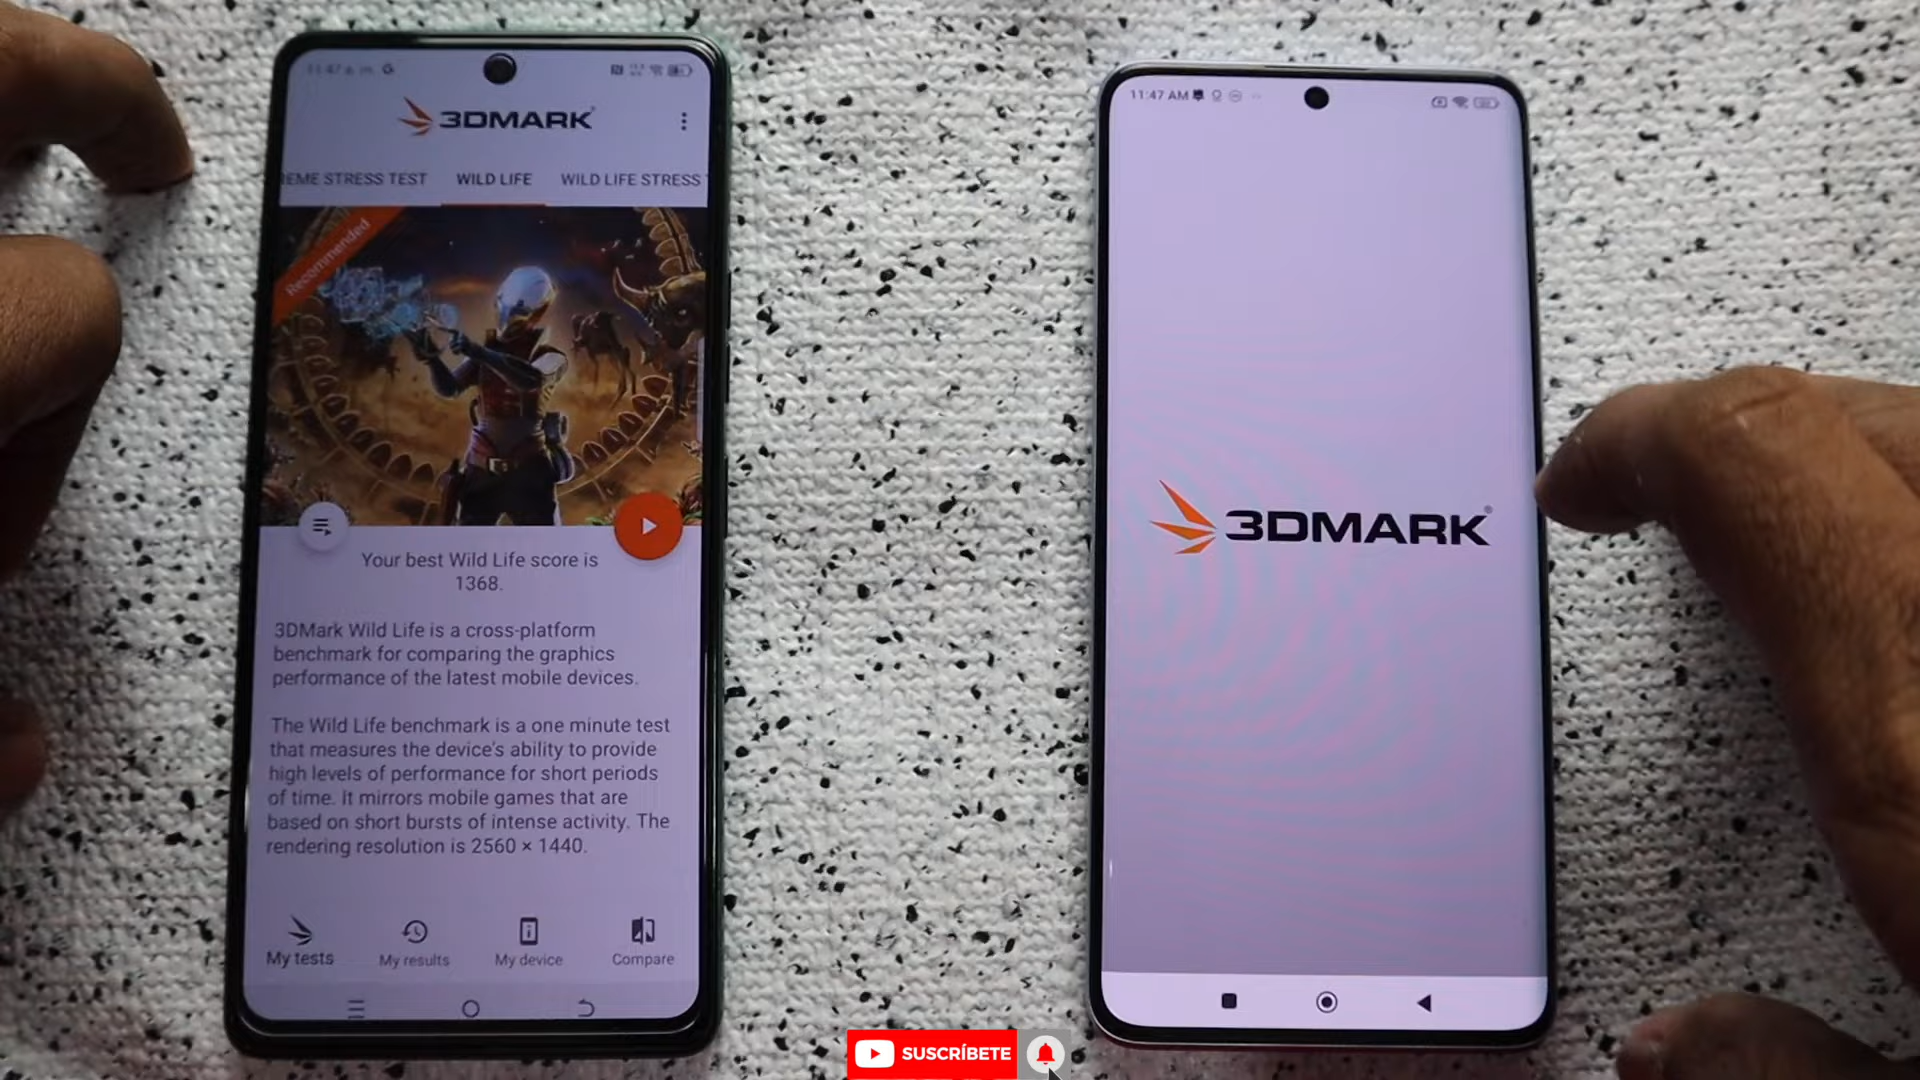 11:47
3DMARK
EME STRESS TEST WILD LIFE WILD LIFE STRESS
Recommended
Your best Wild Life score is
1368.
3DMark Wild Life is a cross-platform
benchmark for comparing the graphics
performance of the latest mobile devices.
The Wild Life benchmark is a one minute test
that measures the device's ability to provide
high levels of performance for short periods
of time. It mirrors mobile games that are
based on short bursts of intense activity. The
rendering resolution is 2560 × 1440.
My tests My results My device Compare
11:47 AM
3DMARK®
SUSCRÍBETE